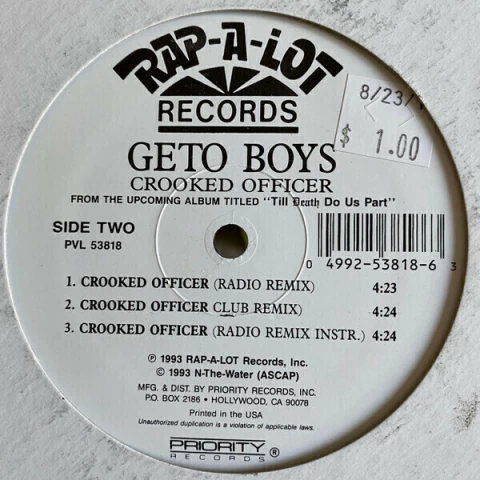 RAP-A-LOT
RECORDS
8/23/
$ 1.00
GETO BOYS
CROOKED OFFICER
FROM THE UPCOMING ALBUM TITLED "Till Death Do Us Part"
SIDE TWO
PVL 53818
0 4992-53818-6 3
1. CROOKED OFFICER (RADIO REMIX) 4:23
2. CROOKED OFFICER CLUB REMIX) 4:24
3. CROOKED OFFICER (RADIO REMIX INSTR.) 4:24
℗ 1993 RAP-A-LOT Records, Inc.
© 1993 N-The-Water (ASCAP)
MFG. & DIST. BY PRIORITY RECORDS, INC.
P.O. BOX 2186 • HOLLYWOOD, CA 90078
Printed in the USA
Unauthorized duplication is a violation of applicable laws.
PRIORITY
RECORDS ®